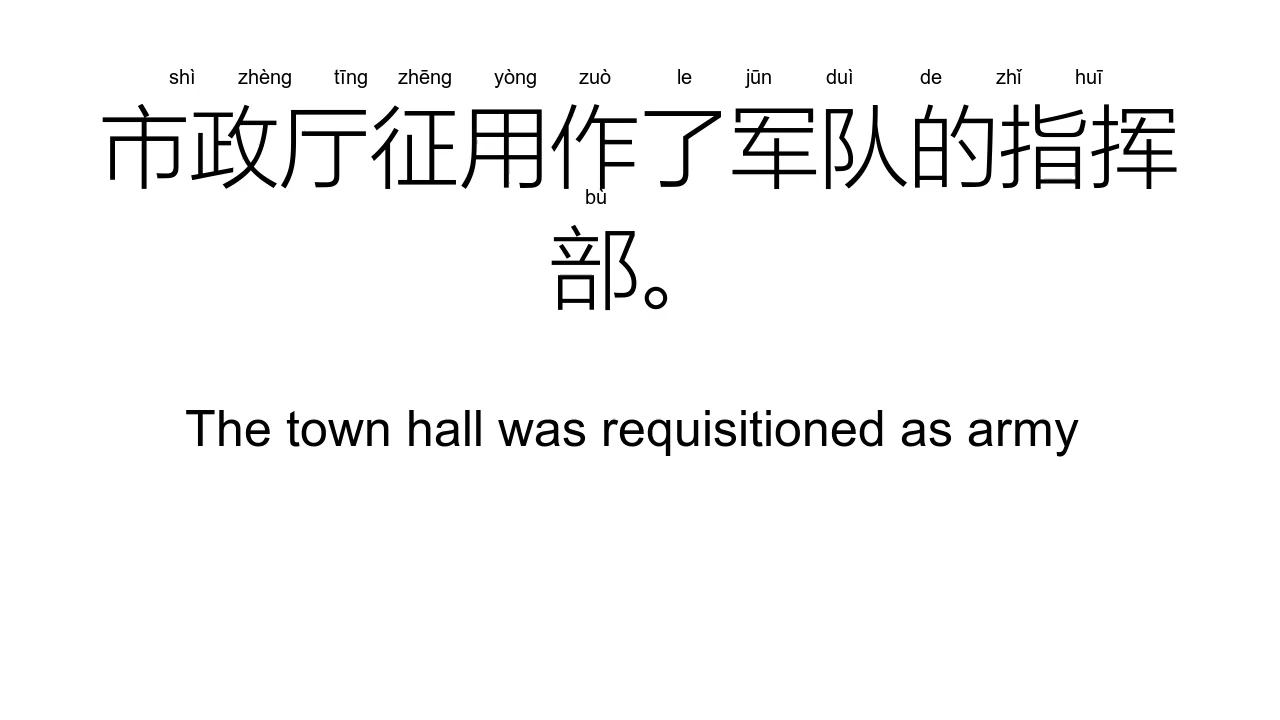 shì zhèng tīng zhēng yòng zuò le jūn duì de zhǐ huī
市政厅征用作了军队的指挥
bù
部。
The town hall was requisitioned as army